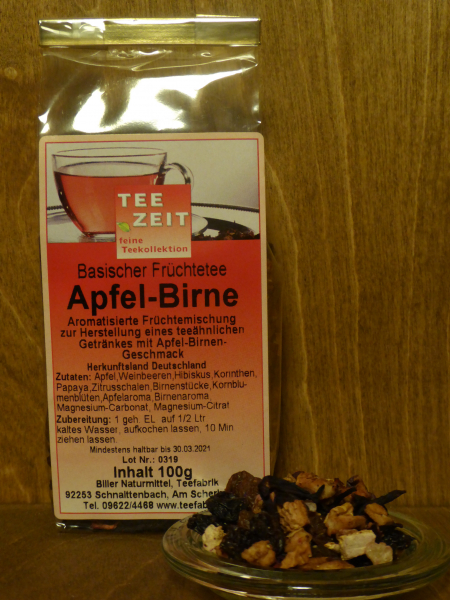 TEE
ZEIT
feine
Teekollektion
Basischer Früchtetee
Apfel-Birne
Aromatisierte Früchtemischung
zur Herstellung eines teeähnlichen
Getränkes mit Apfel-Birnen-
Geschmack
Herkunftsland Deutschland
Zutaten: Apfel,Weinbeeren,Hibiskus,Korinthen,
Papaya,Zitrusschalen,Birnenstücke,Kornblu-
menblüten,Apfelaroma,Birnenaroma,
Magnesium-Carbonat, Magnesium-Citrat
Zubereitung: 1 geh. EL auf 1/2 Ltr
kaltes Wasser, aufkochen lassen, 10 Min
ziehen lassen.
Mindestens haltbar bis 30.03.2021
Lot Nr.: 0319
Inhalt 100g
Biller Naturmittel, Teefabrik
92253 Schnaittenbach, Am
Tel. 09622/4468